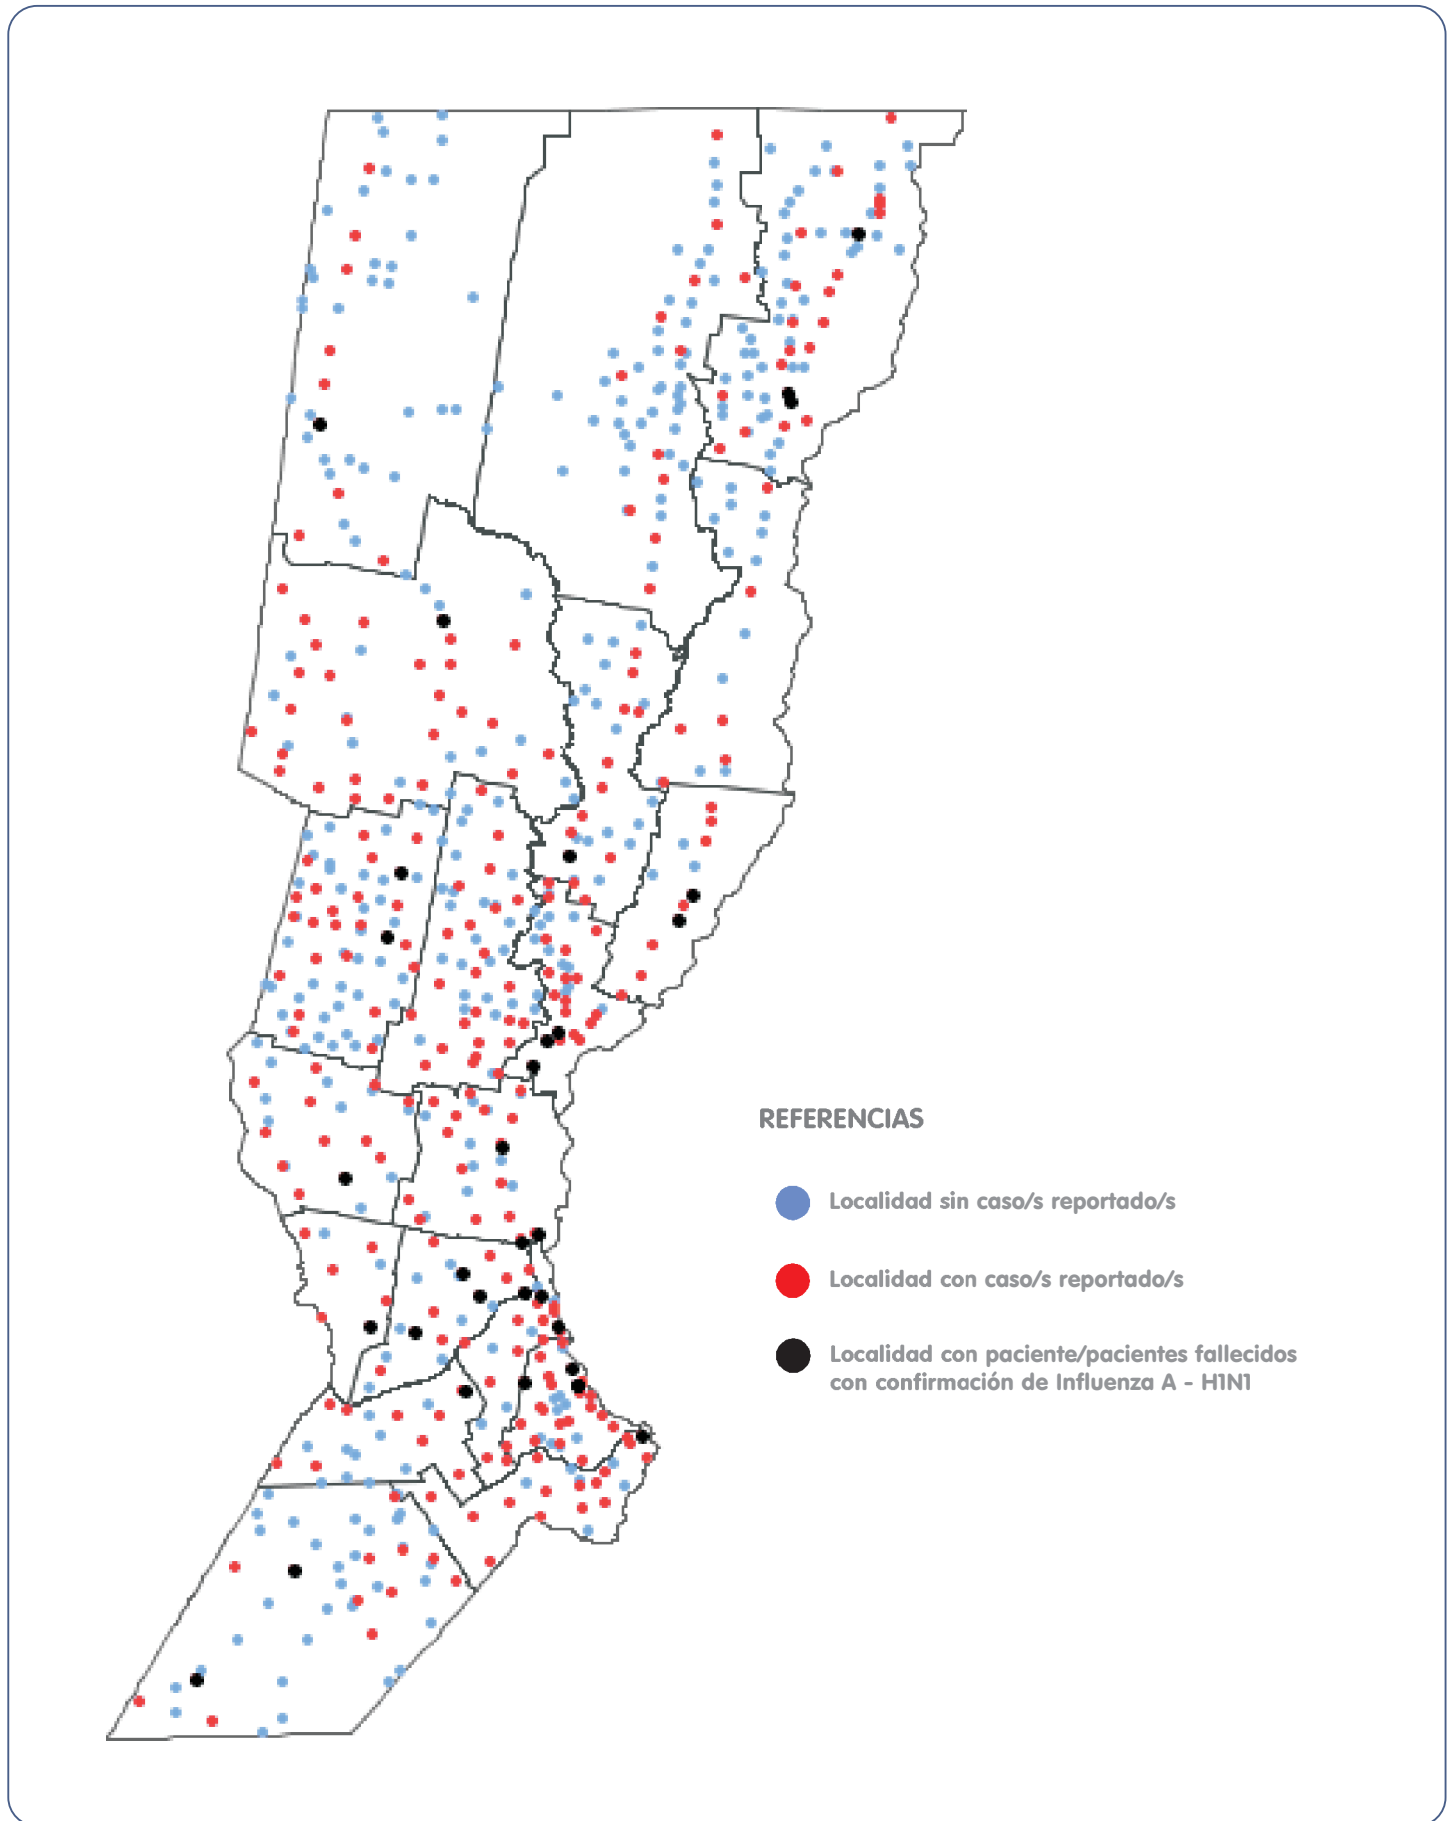 REFERENCIAS
Localidad sin caso/s reportado/s
Localidad con caso/s reportado/s
Localidad con paciente/pacientes fallecidos
con confirmación de Influenza A - H1N1